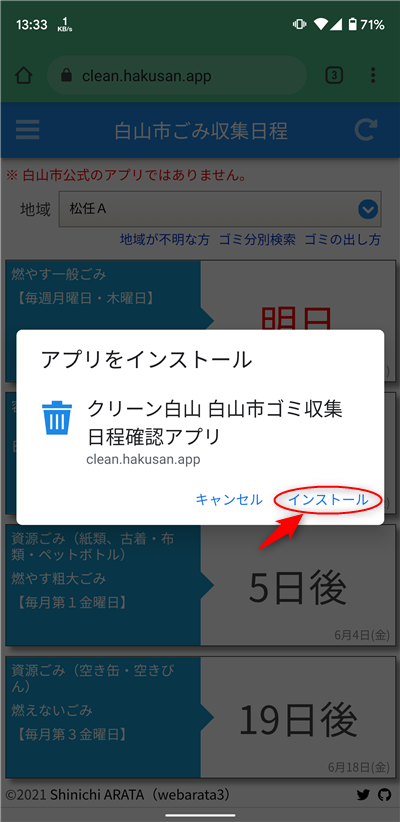 13:33 1 KB/s 71%
clean.hakusan.app 3
白山市ごみ収集日程
※ 白山市公式のアプリではありません。
地域 松任Ａ
地域が不明な方 ゴミ分別検索 ゴミの出し方
燃やす一般ごみ
【毎週月曜日・木曜日】
明日
アプリをインストール
クリーン白山 白山市ゴミ収集
日程確認アプリ
clean.hakusan.app
キャンセル インストール
資源ごみ（紙類、古着・布
類・ペットボトル）
燃やす粗大ごみ
【毎月第１金曜日】
5日後
6月4日(金)
資源ごみ（空き缶・空きび
ん）
燃えないごみ
【毎月第３金曜日】
19日後
6月18日(金)
©2021 Shinichi ARATA（webarata3）